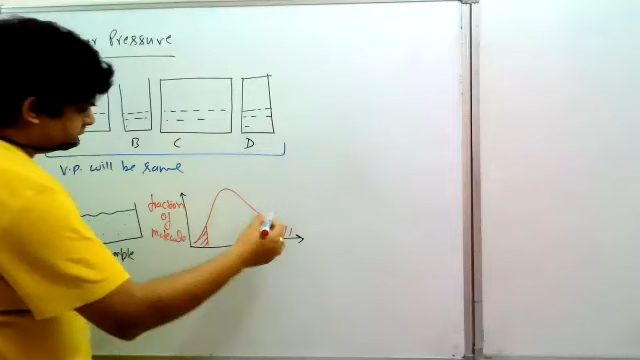 Pressure
B C D
V.P. will be same
fraction
of
molecule